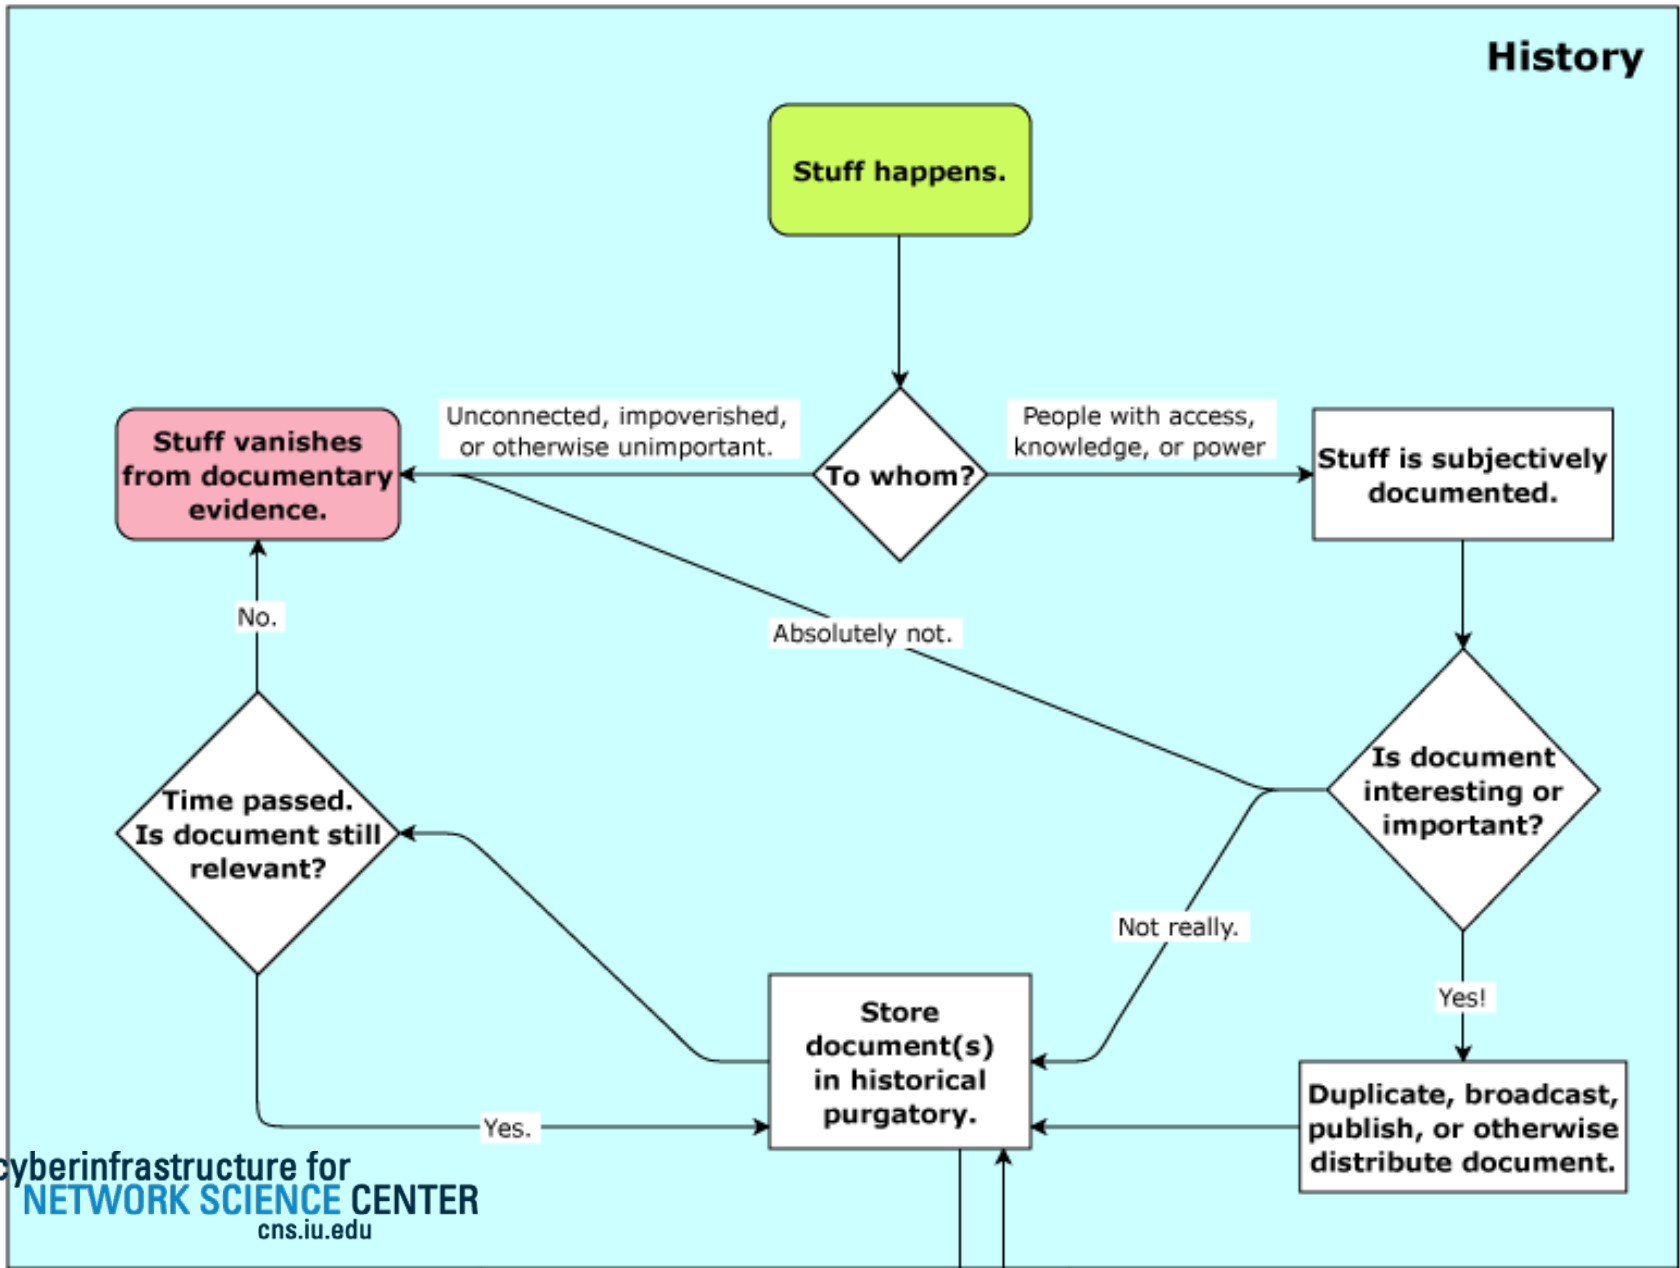 History
Stuff happens.
Unconnected, impoverished,
or otherwise unimportant.
People with access,
knowledge, or power
Stuff vanishes
from documentary
evidence.
To whom?
Stuff is subjectively
documented.
No.
Absolutely not.
Is document
interesting or
important?
Time passed.
Is document still
relevant?
Not really.
Yes!
Store
document(s)
in historical
purgatory.
Duplicate, broadcast,
publish, or otherwise
distribute document.
Yes.
cyberinfrastructure for
NETWORK SCIENCE CENTER
cns.iu.edu